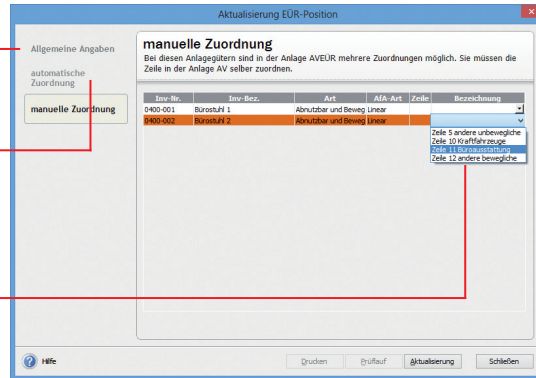 Aktualisierung EÜR-Position
Allgemeine Angaben
automatische
Zuordnung
manuelle Zuordnung
manuelle Zuordnung
Bei diesen Anlagegütern sind in der Anlage AVEÜR mehrere Zuordnungen möglich. Sie müssen die
Zeile in der Anlage AV selber zuordnen.
Inv-Nr. Inv-Bez. Art AfA-Art Zeile Bezeichnung
0400-001 Bürostuhl 1 Abnutzbar und Beweg Linear
0400-002 Bürostuhl 2 Abnutzbar und Beweg Linear
Zeile 5 andere unbewegliche
Zeile 10 Kraftfahrzeuge
Zeile 11 Büroausstattung
Zeile 12 andere bewegliche
Hilfe Drucken Prüflauf Aktualisierung Schließen